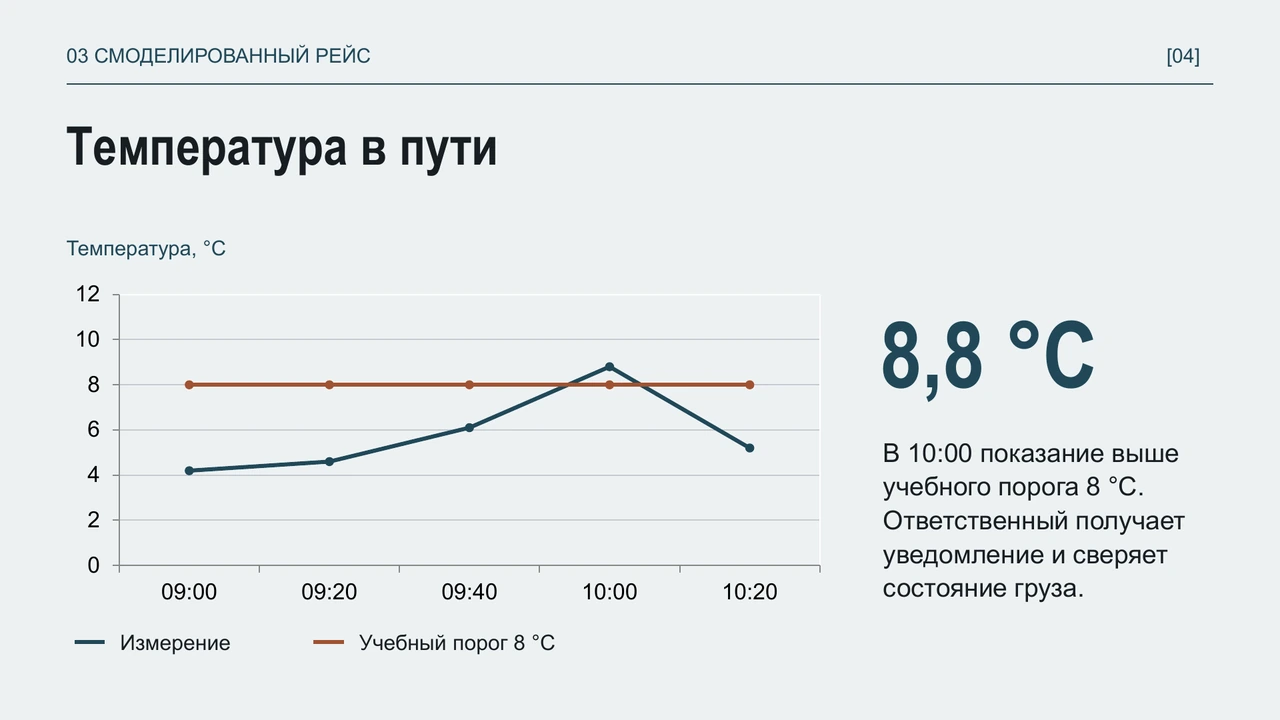 03 СМОДЕЛИРОВАННЫЙ РЕЙС
[04]
Температура в пути
Температура, °C
12
10
8
6
4
2
0
09:00
09:20
09:40
10:00
10:20
Измерение
Учебный порог 8 °C
8,8 °C
В 10:00 показание выше
учебного порога 8 °C.
Ответственный получает
уведомление и сверяет
состояние груза.